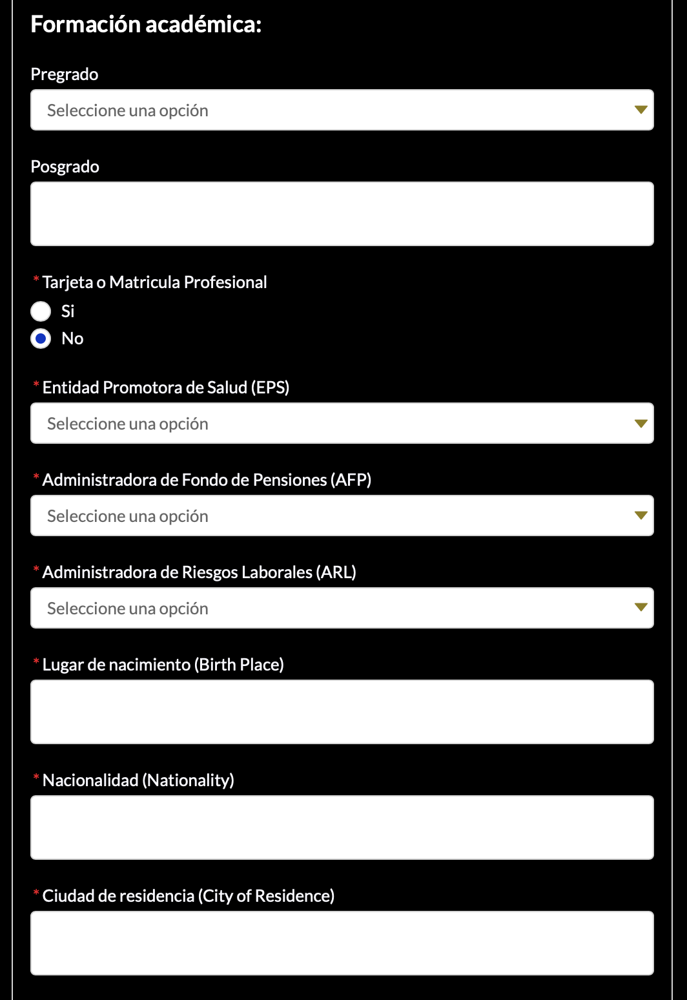 Formación académica:
Pregrado
Seleccione una opción
Posgrado
* Tarjeta o Matricula Profesional
Si
No
* Entidad Promotora de Salud (EPS)
Seleccione una opción
* Administradora de Fondo de Pensiones (AFP)
Seleccione una opción
* Administradora de Riesgos Laborales (ARL)
Seleccione una opción
* Lugar de nacimiento (Birth Place)
* Nacionalidad (Nationality)
* Ciudad de residencia (City of Residence)